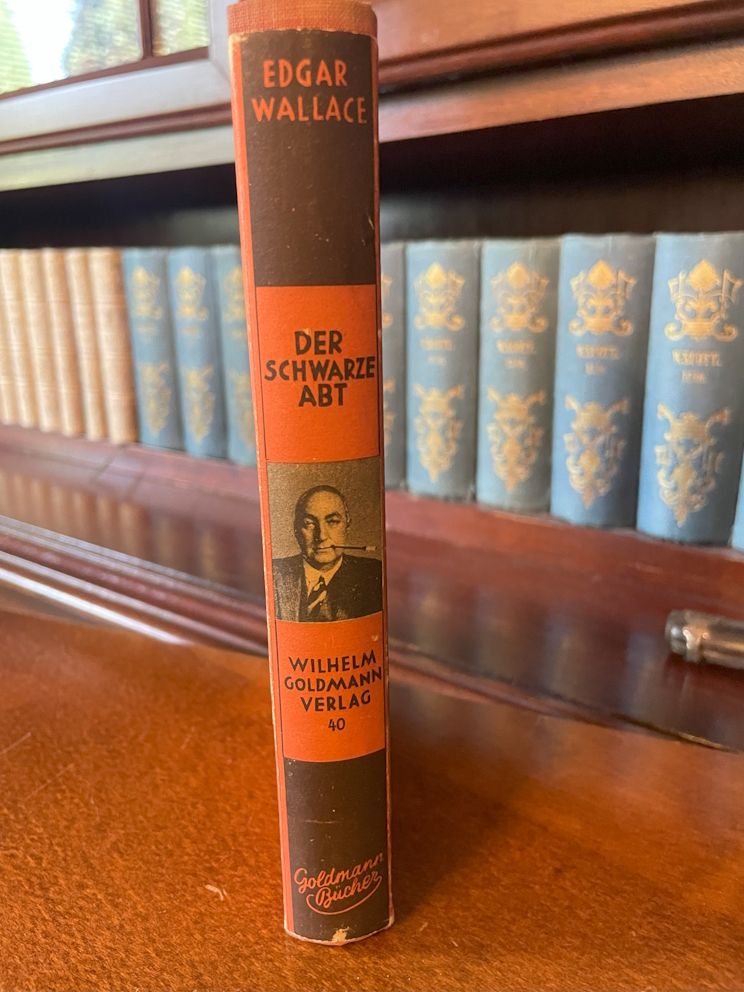 EDGAR
WALLACE
DER
SCHWARZE
ABT
WILHELM
GOLDMANN
VERLAG
40
Goldmann
Bücher